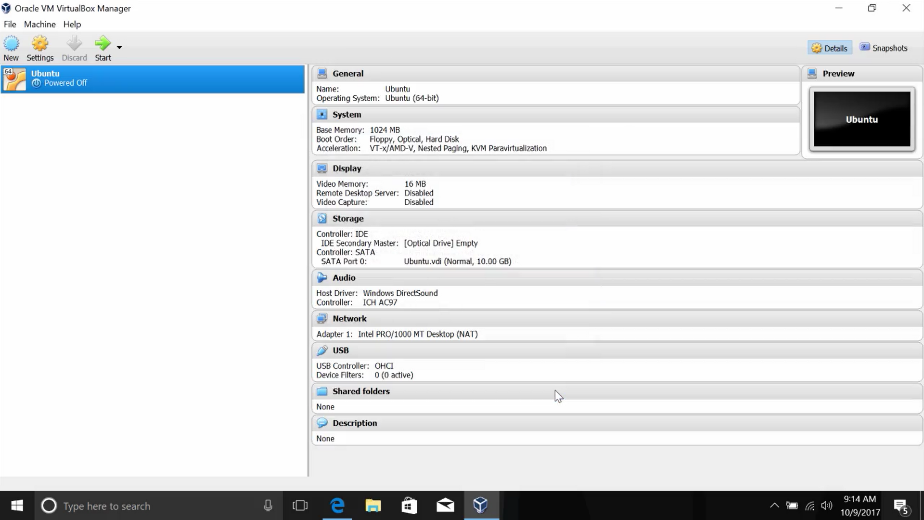 Oracle VM VirtualBox Manager
File Machine Help
New Settings Discard Start
Details Snapshots
64
Ubuntu
Powered Off
General
Name: Ubuntu
Operating System: Ubuntu (64-bit)
System
Base Memory: 1024 MB
Boot Order: Floppy, Optical, Hard Disk
Acceleration: VT-x/AMD-V, Nested Paging, KVM Paravirtualization
Preview
Ubuntu
Display
Video Memory: 16 MB
Remote Desktop Server: Disabled
Video Capture: Disabled
Storage
Controller: IDE
IDE Secondary Master: [Optical Drive] Empty
Controller: SATA
SATA Port 0: Ubuntu.vdi (Normal, 10.00 GB)
Audio
Host Driver: Windows DirectSound
Controller: ICH AC97
Network
Adapter 1: Intel PRO/1000 MT Desktop (NAT)
USB
USB Controller: OHCI
Device Filters: 0 (0 active)
Shared folders
None
Description
None
Type here to search
9:14 AM
10/9/2017
5